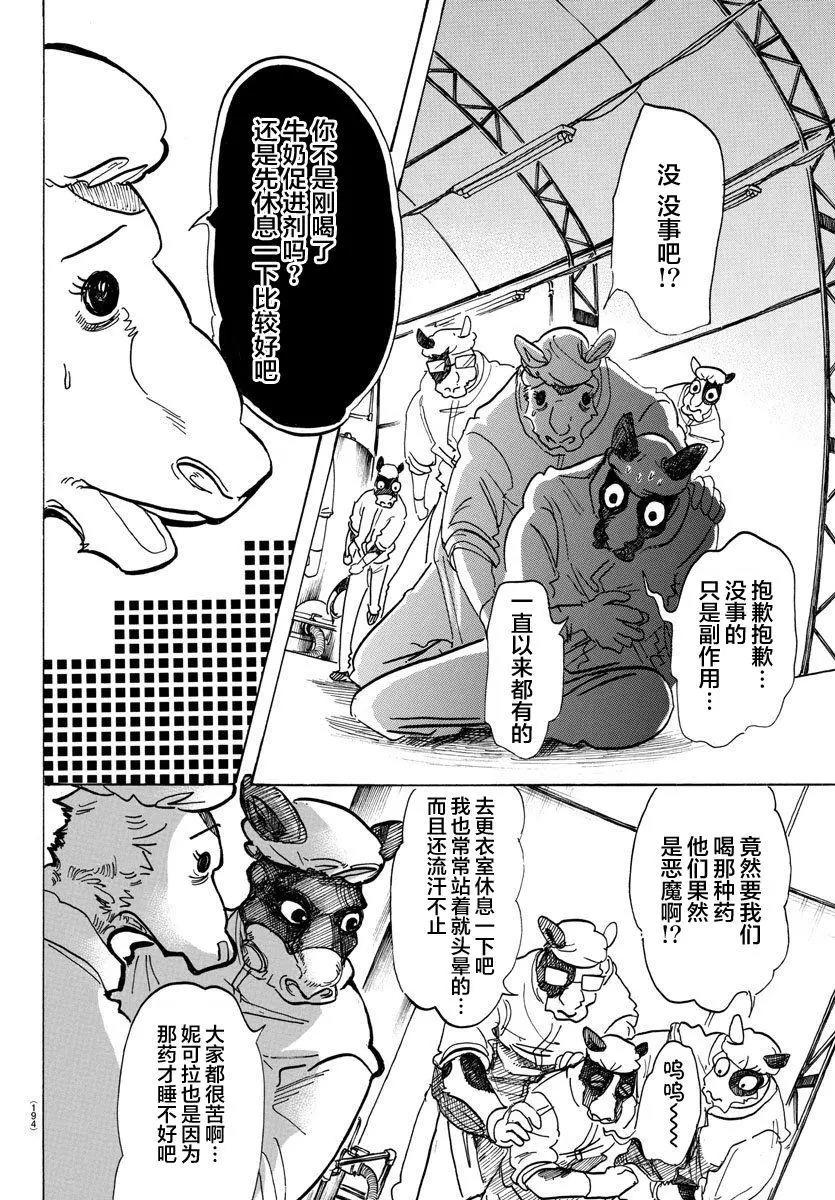 没 没事吧!?
抱歉抱歉…
没事的
只是副作用…
一直以来都有的
你不是刚喝了
牛奶促进剂吗?
还是先休息一下比较好吧
竟然要我们
喝那种药
他们果然
是恶魔啊!?
呜呜~~
去更衣室休息一下吧
我也常常站着就头晕的…
而且还流汗不止
大家都很苦啊…
妮可拉也是因为
那药才睡不好吧
(194)